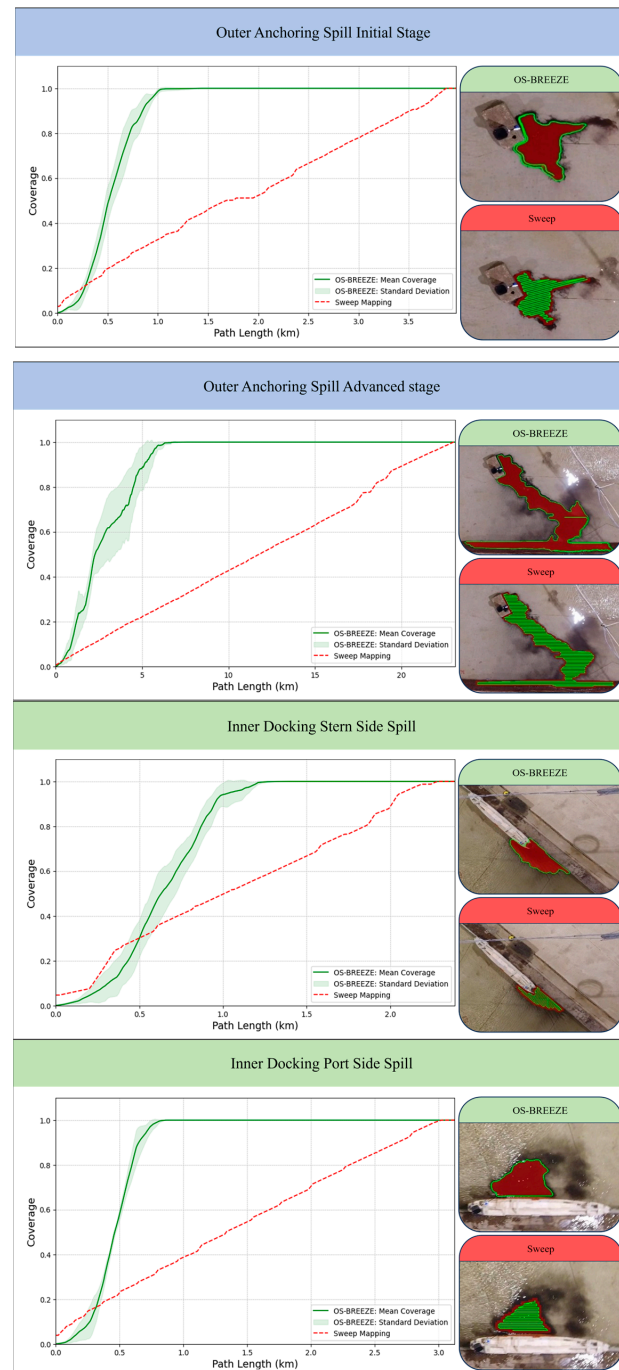 Outer Anchoring Spill Initial Stage
1.0
0.8
0.6
0.4
0.2
0.0
Coverage
0.0
0.5
1.0
1.5
2.0
2.5
3.0
3.5
Path Length (km)
OS-BREEZE: Mean Coverage
OS-BREEZE: Standard Deviation
Sweep Mapping
OS-BREEZE
Sweep
Outer Anchoring Spill Advanced stage
1.0
0.8
0.6
0.4
0.2
0.0
Coverage
0
5
10
15
20
Path Length (km)
OS-BREEZE: Mean Coverage
OS-BREEZE: Standard Deviation
Sweep Mapping
OS-BREEZE
Sweep
Inner Docking Stern Side Spill
1.0
0.8
0.6
0.4
0.2
0.0
Coverage
0.0
0.5
1.0
1.5
2.0
Path Length (km)
OS-BREEZE: Mean Coverage
OS-BREEZE: Standard Deviation
Sweep Mapping
OS-BREEZE
Sweep
Inner Docking Port Side Spill
1.0
0.8
0.6
0.4
0.2
0.0
Coverage
0.0
0.5
1.0
1.5
2.0
2.5
3.0
Path Length (km)
OS-BREEZE: Mean Coverage
OS-BREEZE: Standard Deviation
Sweep Mapping
OS-BREEZE
Sweep